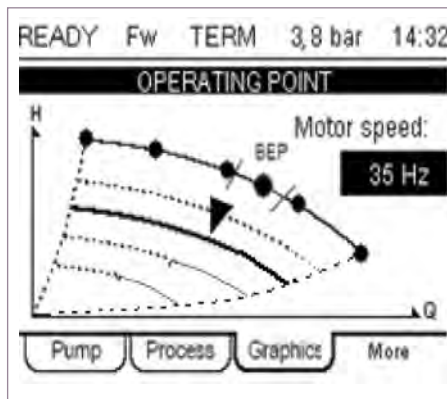 READY Fw TERM 3,8 bar 14:32
OPERATING POINT
H
Motor speed:
BEP
35 Hz
Q
Pump Process Graphics More